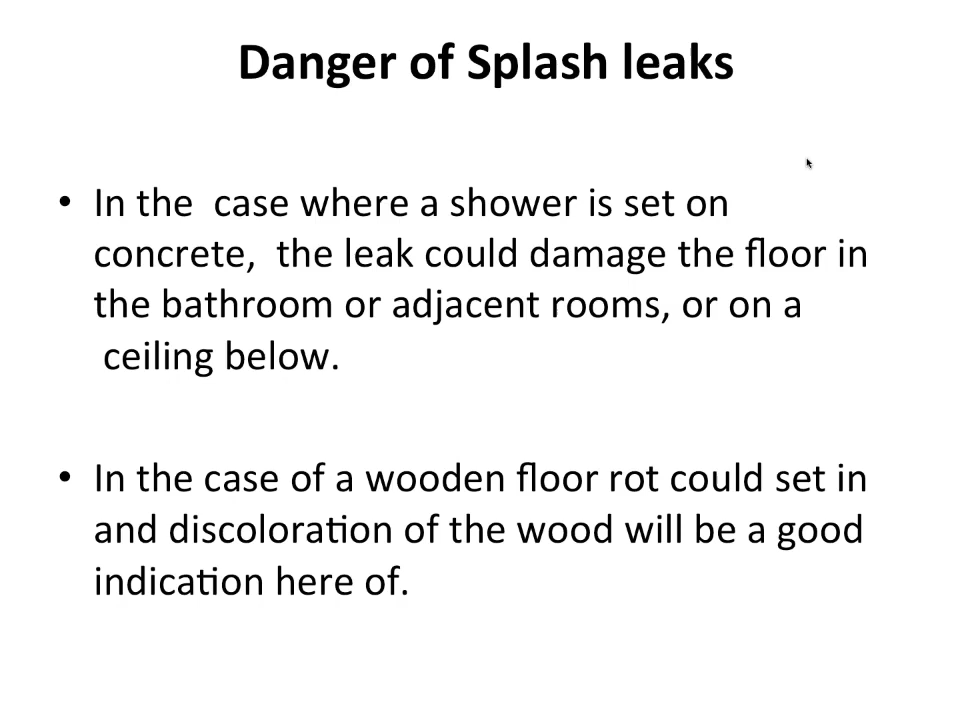 Danger of Splash leaks
• In the  case where a shower is set on
concrete,  the leak could damage the floor in
the bathroom or adjacent rooms, or on a
ceiling below.
• In the case of a wooden floor rot could set in
and discoloration of the wood will be a good
indication here of.